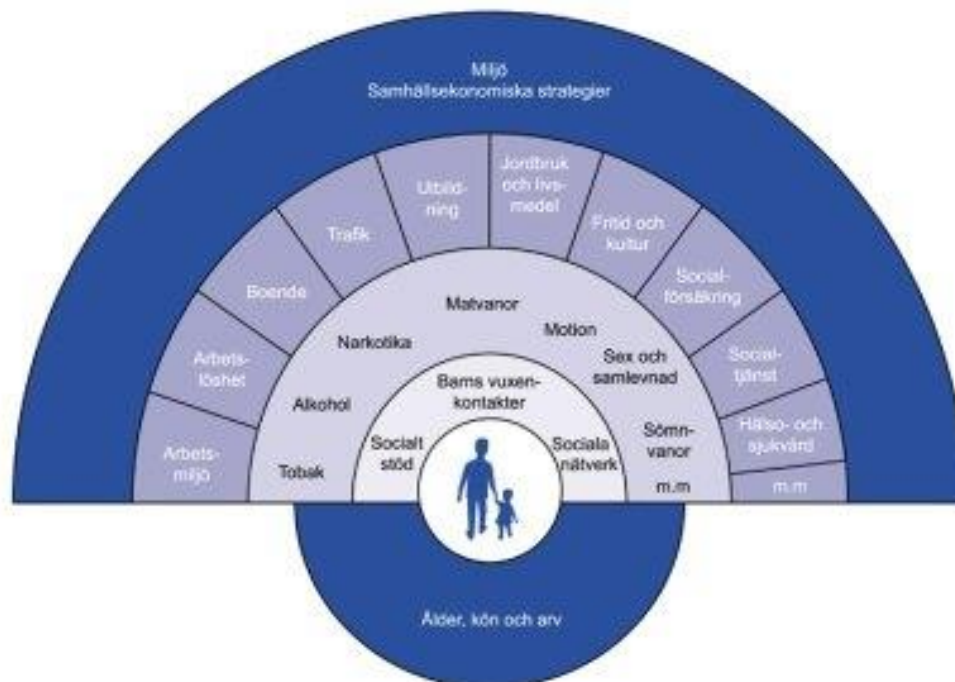 Miljö
Samhällsekonomiska strategier
Arbets-
miljö
Arbets-
löshet
Boende
Trafik
Utbild-
ning
Jordbruk
och livs-
medel
Fritid och
kultur
Social-
försäkring
Social-
tjänst
Hälso- och
sjukvård
m.m
Tobak
Alkohol
Narkotika
Matvanor
Motion
Sex och
samlevnad
Sömn-
vanor
m.m
Socialt
stöd
Barns vuxen-
kontakter
Sociala
nätverk
Ålder, kön och arv